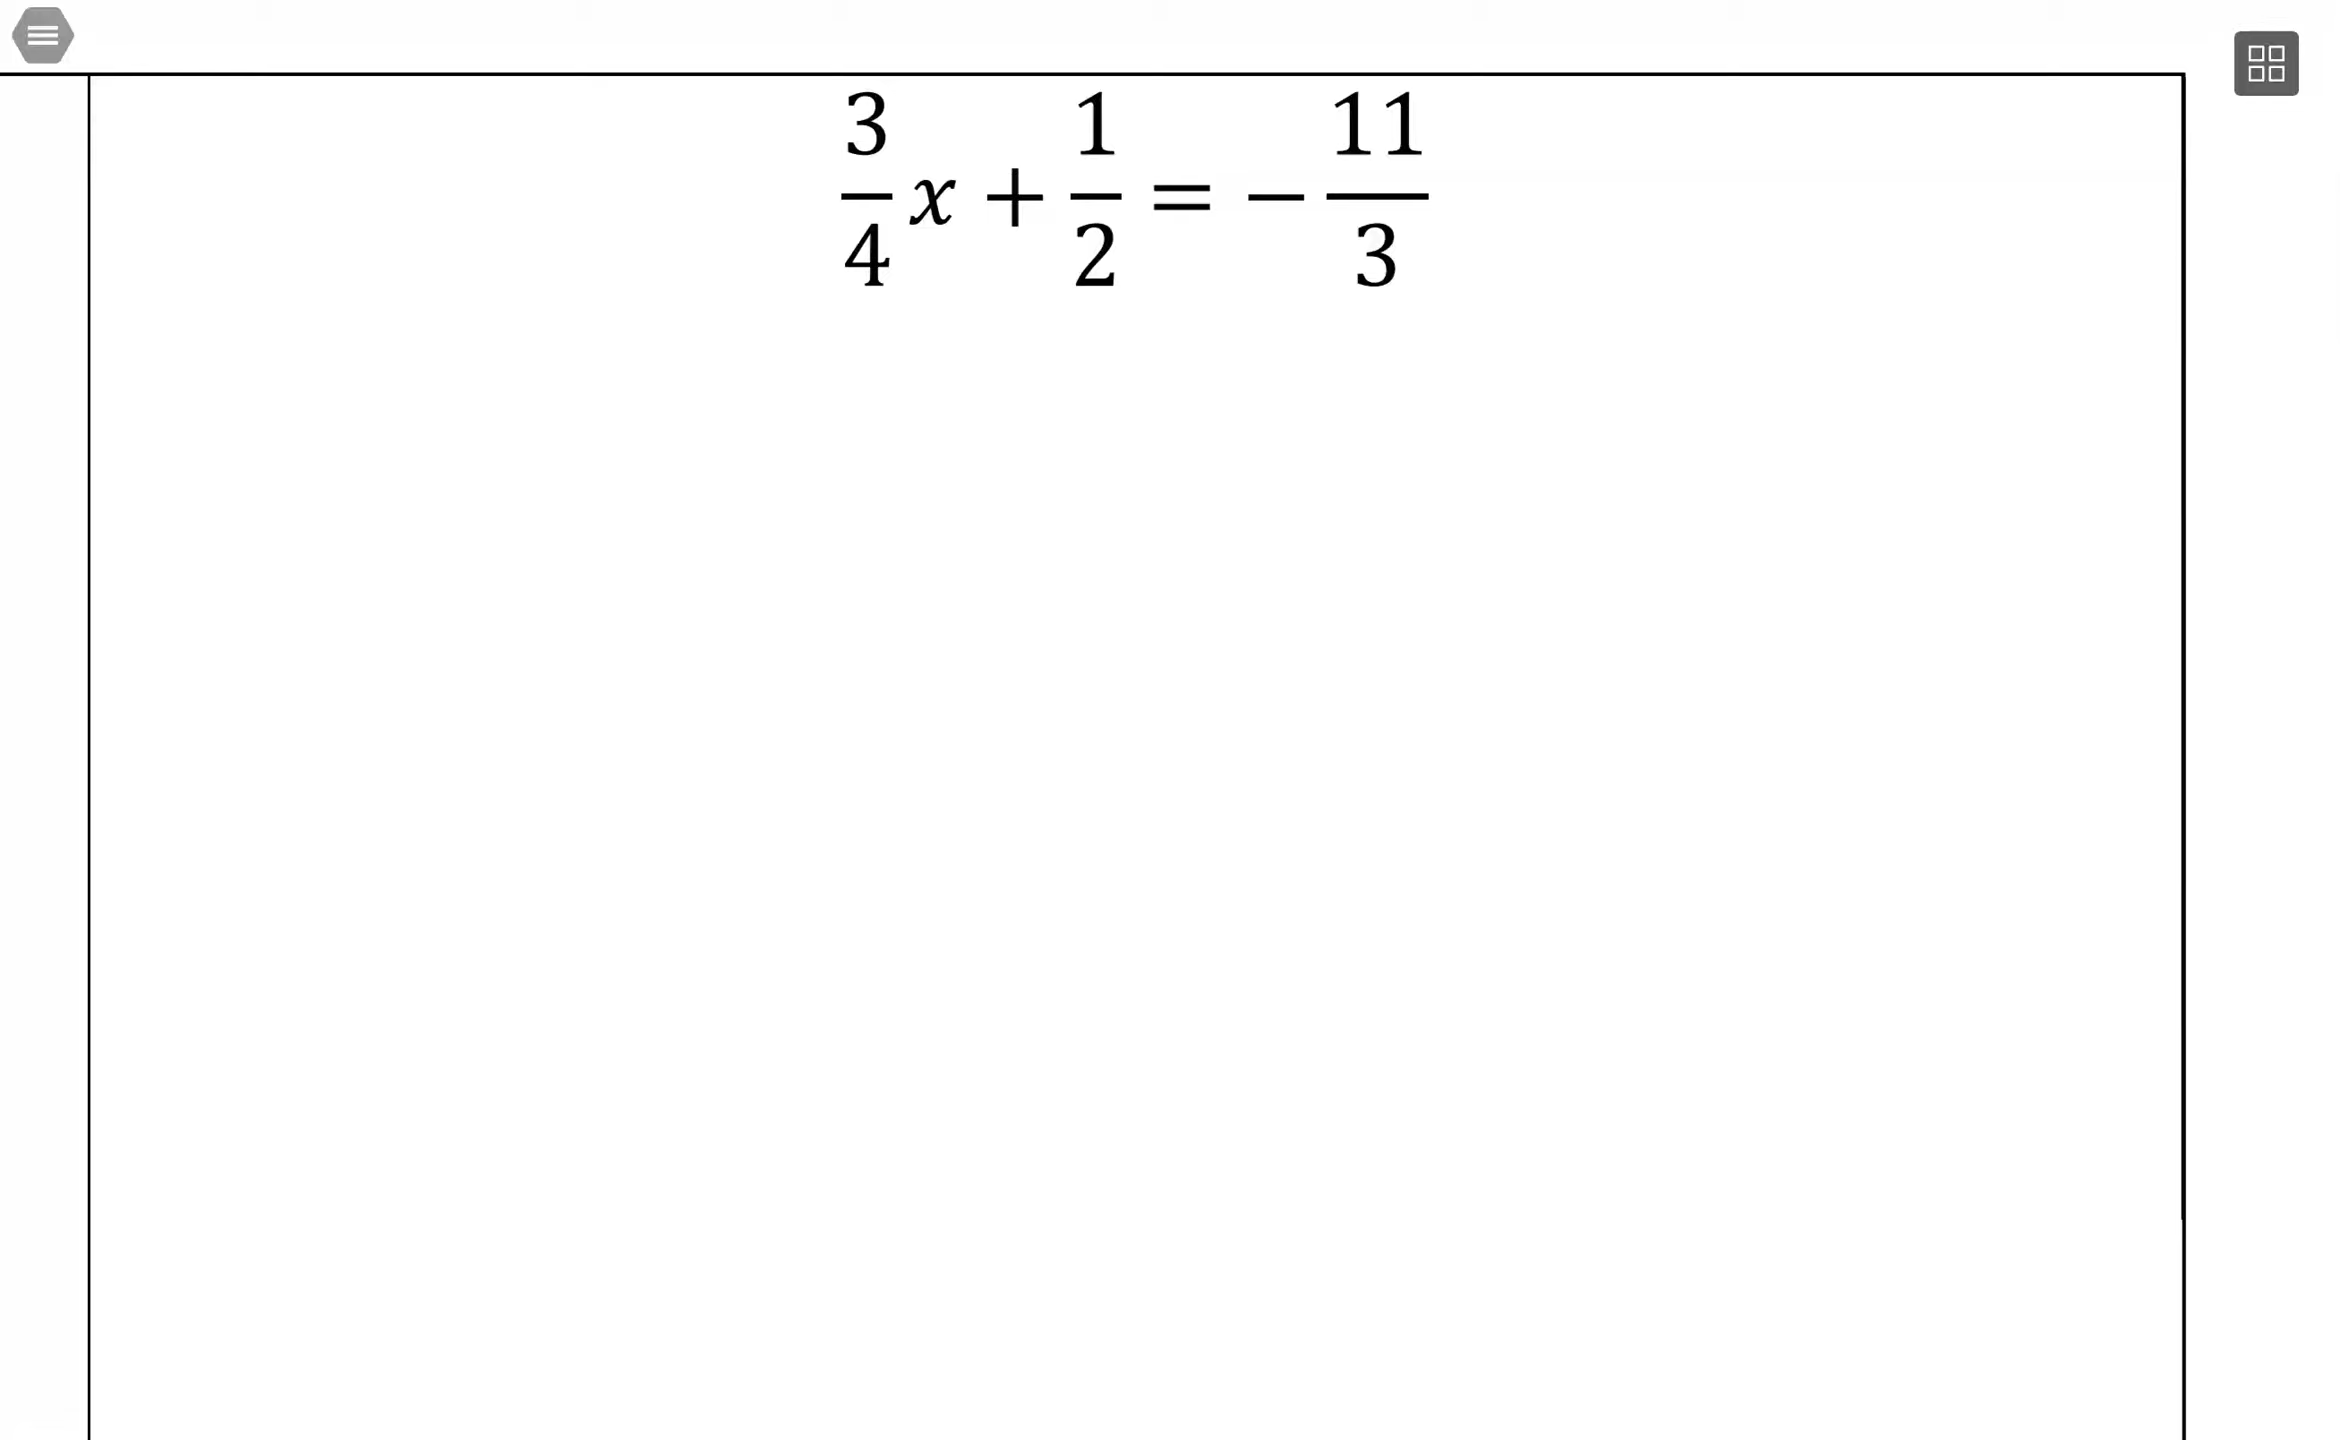 3/4 x + 1/2 = − 11/3